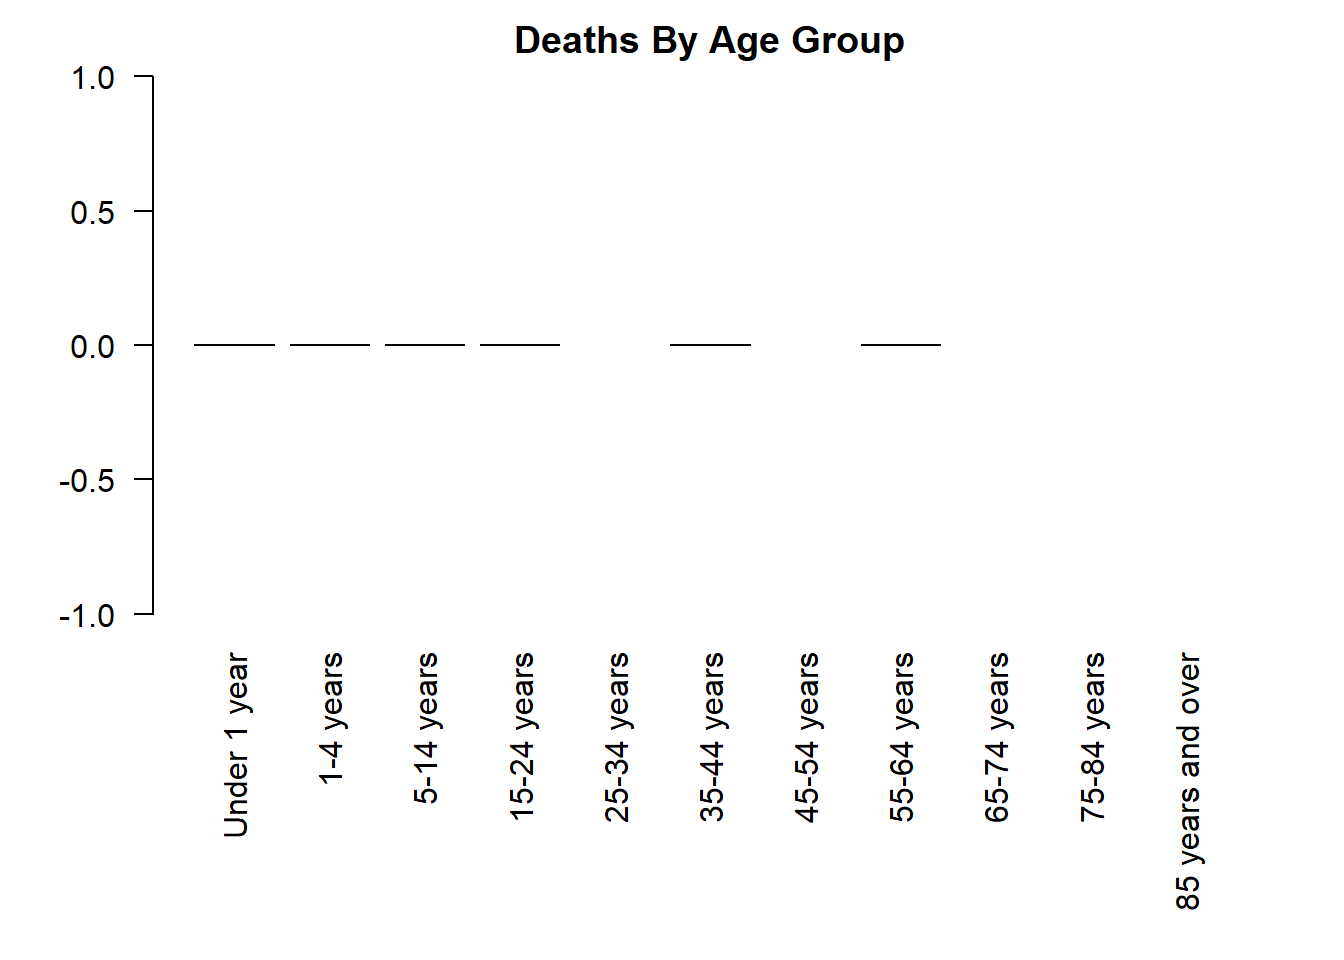 Deaths By Age Group
1.0
0.5
0.0
-0.5
-1.0
Under 1 year
1-4 years
5-14 years
15-24 years
25-34 years
35-44 years
45-54 years
55-64 years
65-74 years
75-84 years
85 years and over